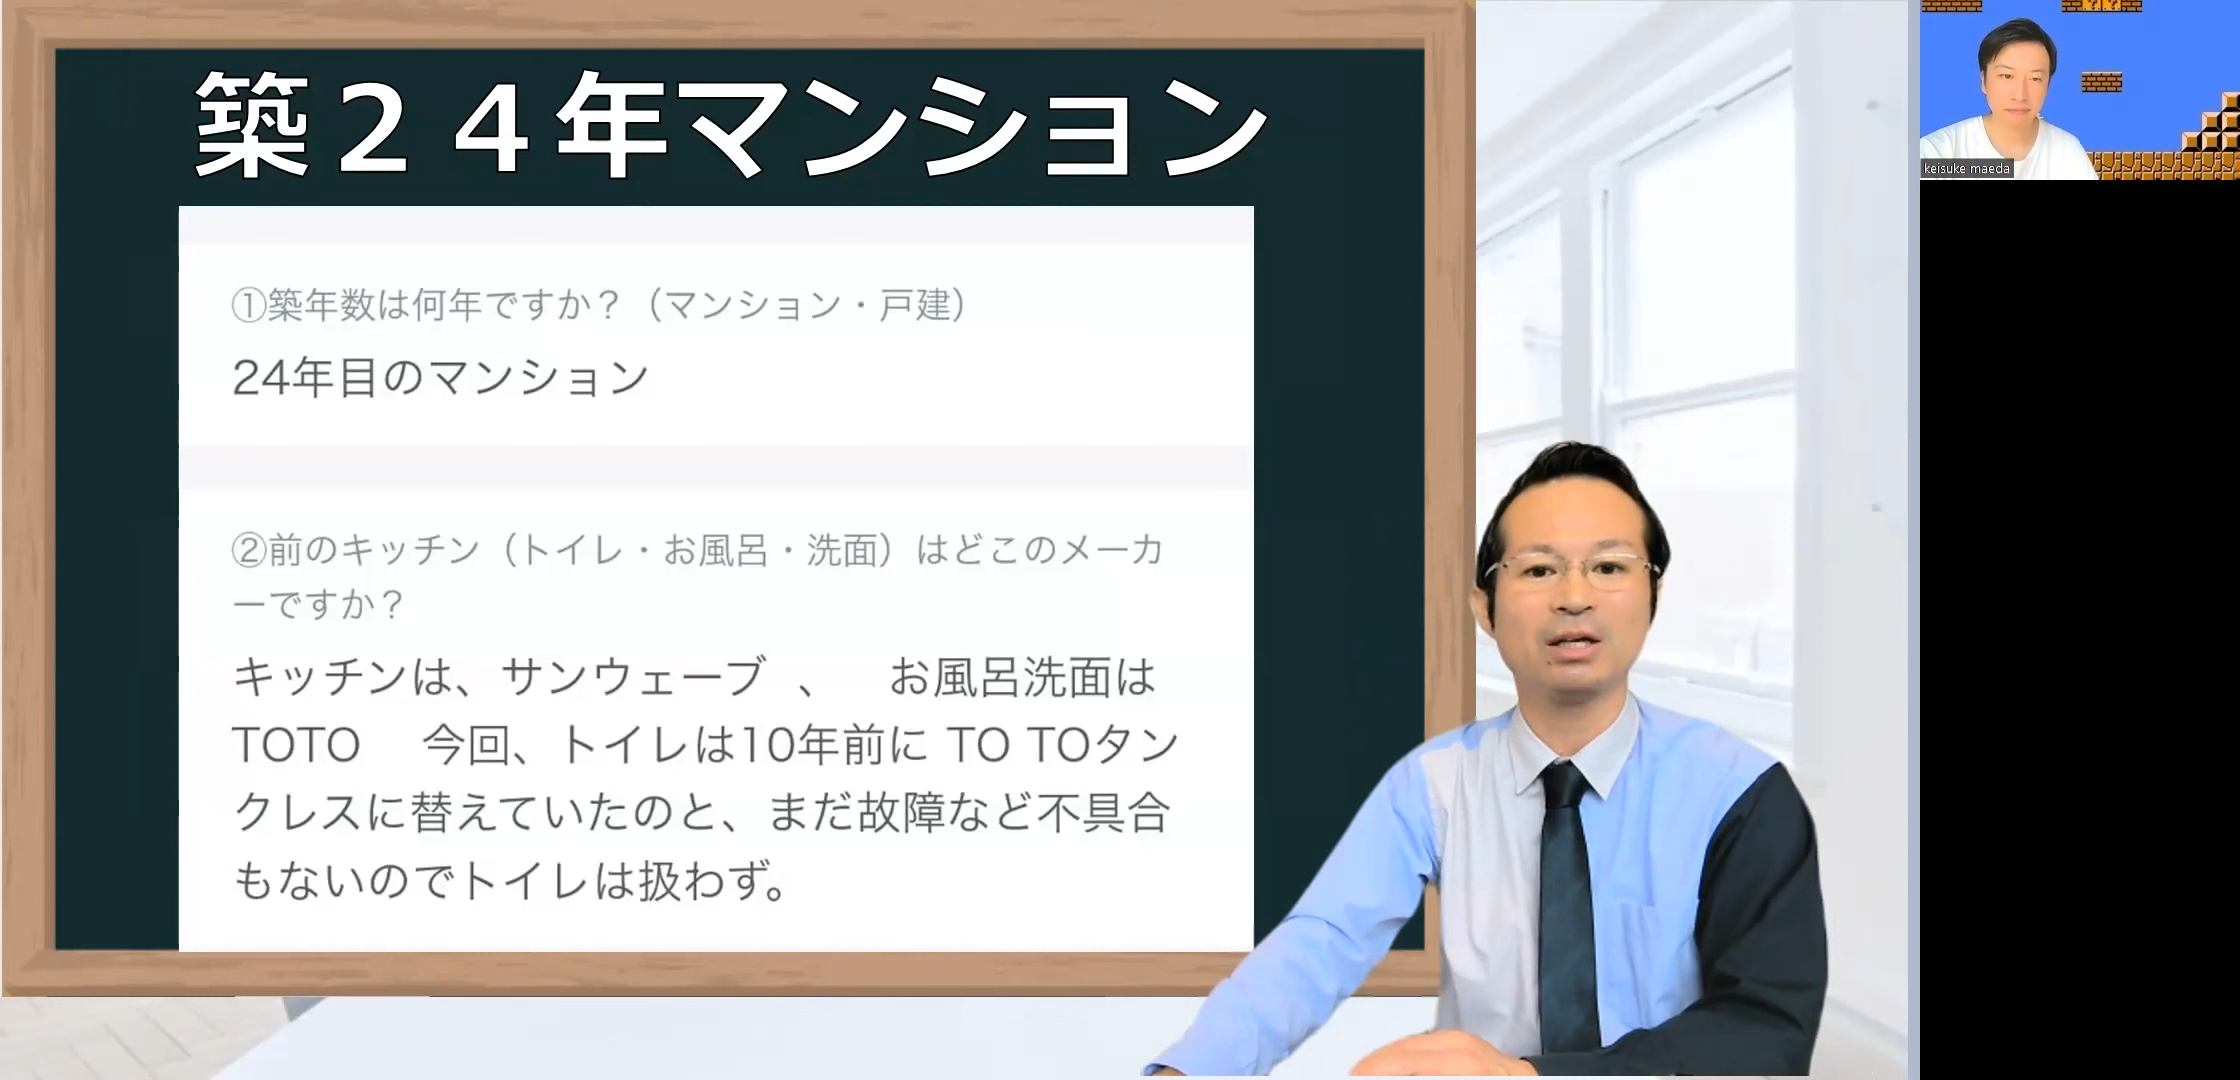 築２４年マンション
①築年数は何年ですか？（マンション・戸建）
24年目のマンション
②前のキッチン（トイレ・お風呂・洗面）はどこのメーカ
ーですか？
キッチンは、サンウェーブ 、　お風呂洗面は
TOTO　今回、トイレは10年前に TO TOタン
クレスに替えていたのと、まだ故障など不具合
もないのでトイレは扱わず。
keisuke maeda